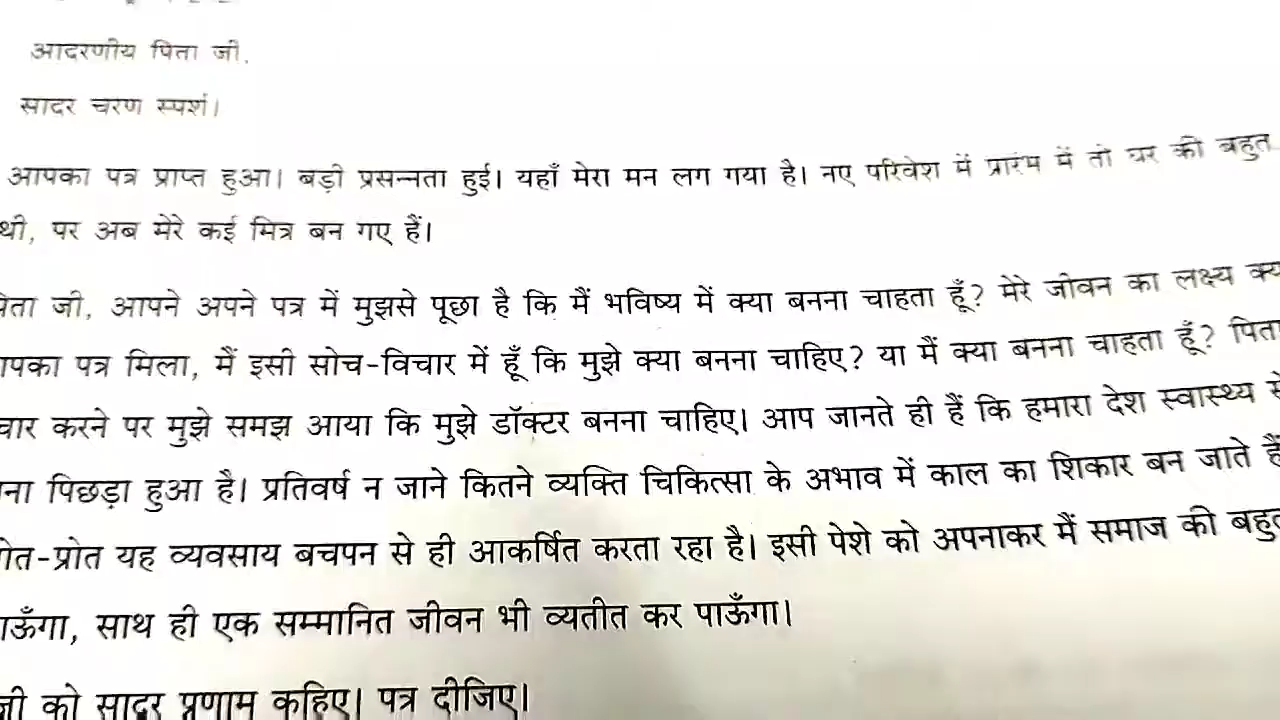 आदरणीय पिता जी,
सादर चरण स्पर्श।
आपका पत्र प्राप्त हुआ। बड़ी प्रसन्नता हुई। यहाँ मेरा मन लग गया है। नए परिवेश में प्रारंभ में तो घर की बहुत
थी, पर अब मेरे कई मित्र बन गए हैं।
जी, आपने अपने पत्र में मुझसे पूछा है कि मैं भविष्य में क्या बनना चाहता हूँ? मेरे जीवन का लक्ष्य
पत्र मिला, मैं इसी सोच-विचार में हूँ कि मुझे क्या बनना चाहिए? या मैं क्या बनना चाहता हूँ? पिता
करने पर मुझे समझ आया कि मुझे डॉक्टर बनना चाहिए। आप जानते ही हैं कि हमारा देश स्वास्थ्य
पिछड़ा हुआ है। प्रतिवर्ष न जाने कितने व्यक्ति चिकित्सा के अभाव में काल का शिकार बन जाते हैं
यह व्यवसाय बचपन से ही आकर्षित करता रहा है। इसी पेशे को अपनाकर मैं समाज की बहुत
साथ ही एक सम्मानित जीवन भी व्यतीत कर पाऊँगा।
जी को सादर प्रणाम कहिए। पत्र दीजिए।